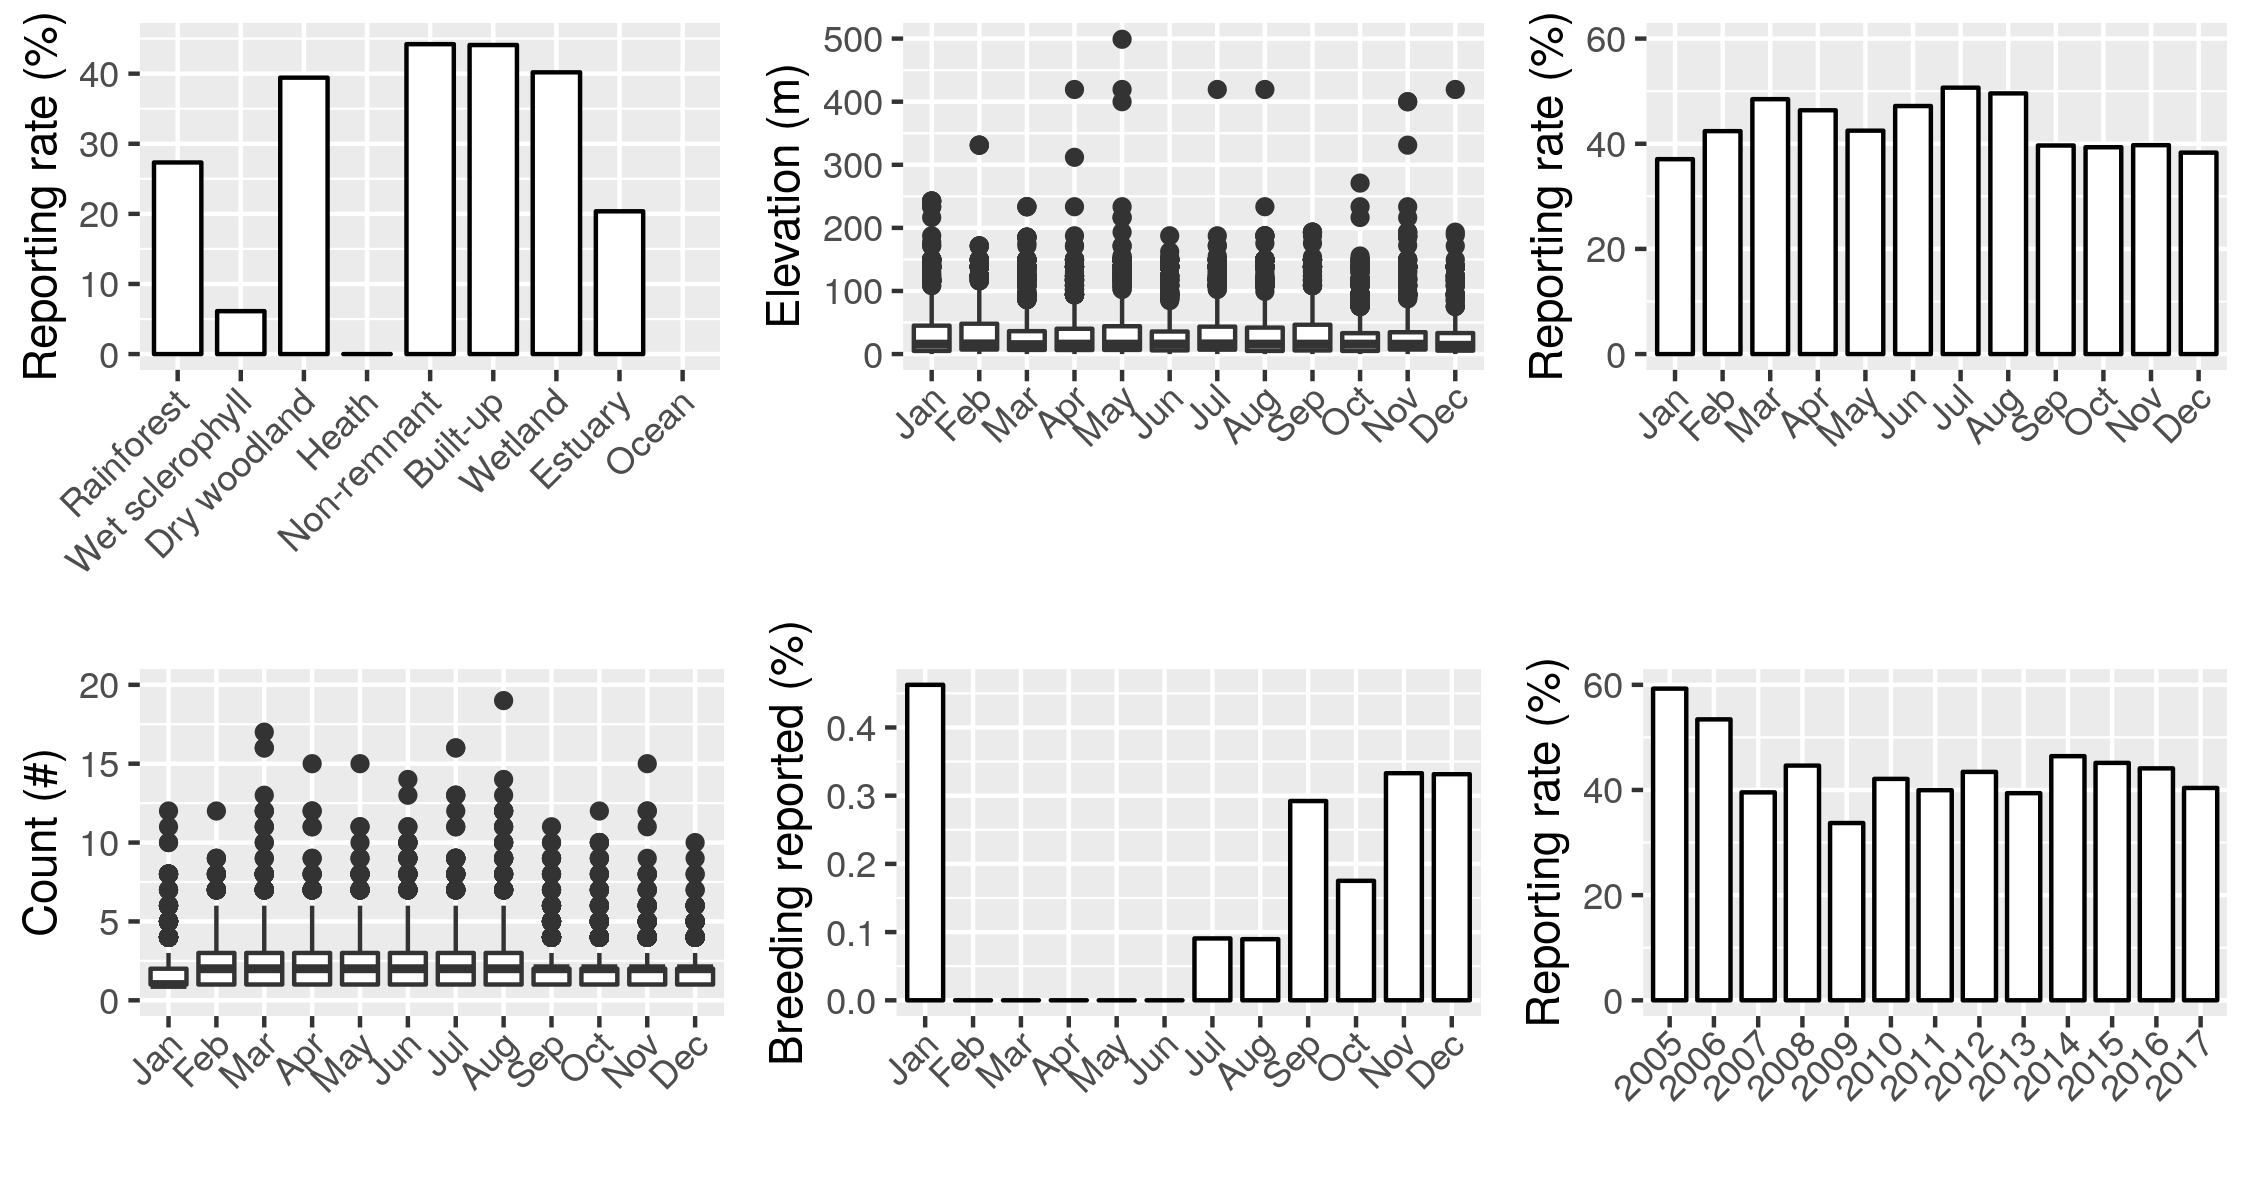 Reporting rate (%)
40
30
20
10
0
Rainforest
Wet sclerophyll
Dry woodland
Heath
Non-remnant
Built-up
Wetland
Estuary
Ocean
Elevation (m)
500
400
300
200
100
0
Jan
Feb
Mar
Apr
May
Jun
Jul
Aug
Sep
Oct
Nov
Dec
Reporting rate (%)
60
40
20
0
Jan
Feb
Mar
Apr
May
Jun
Jul
Aug
Sep
Oct
Nov
Dec
Count (#)
20
15
10
5
0
Jan
Feb
Mar
Apr
May
Jun
Jul
Aug
Sep
Oct
Nov
Dec
Breeding reported (%)
0.4
0.3
0.2
0.1
0.0
Jan
Feb
Mar
Apr
May
Jun
Jul
Aug
Sep
Oct
Nov
Dec
Reporting rate (%)
60
40
20
0
2005
2006
2007
2008
2009
2010
2011
2012
2013
2014
2015
2016
2017